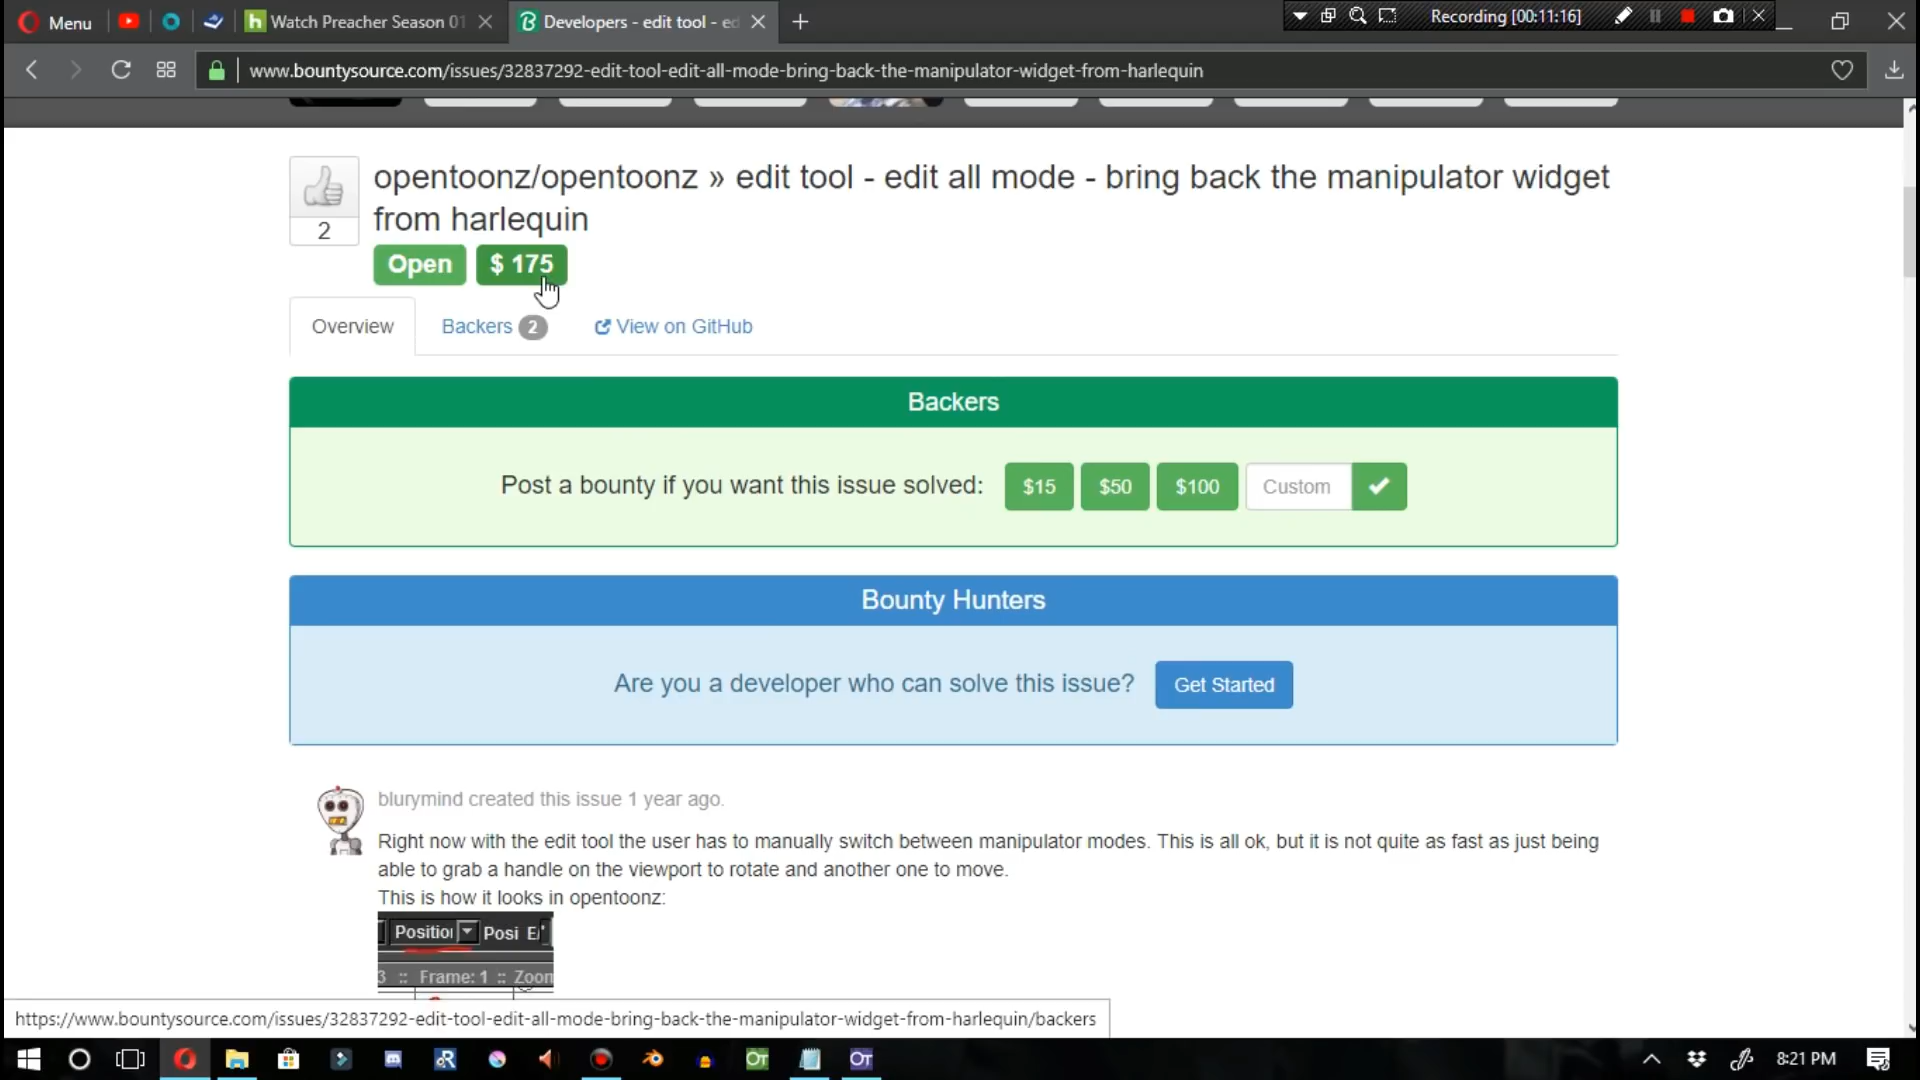 Menu
Watch Preacher Season 01
Developers - edit tool - ed
Recording [00:11:16]
www.bountysource.com/issues/32837292-edit-tool-edit-all-mode-bring-back-the-manipulator-widget-from-harlequin
opentoonz/opentoonz » edit tool - edit all mode - bring back the manipulator widget
from harlequin
2
Open $ 175
Overview Backers 2 View on GitHub
Backers
Post a bounty if you want this issue solved: $15 $50 $100 Custom
Bounty Hunters
Are you a developer who can solve this issue? Get Started
blurymind created this issue 1 year ago.
Right now with the edit tool the user has to manually switch between manipulator modes. This is all ok, but it is not quite as fast as just being
able to grab a handle on the viewport to rotate and another one to move.
This is how it looks in opentoonz:
Position Posi E/
3 :: Frame: 1 :: Zoom
https://www.bountysource.com/issues/32837292-edit-tool-edit-all-mode-bring-back-the-manipulator-widget-from-harlequin/backers
OT OT 8:21 PM